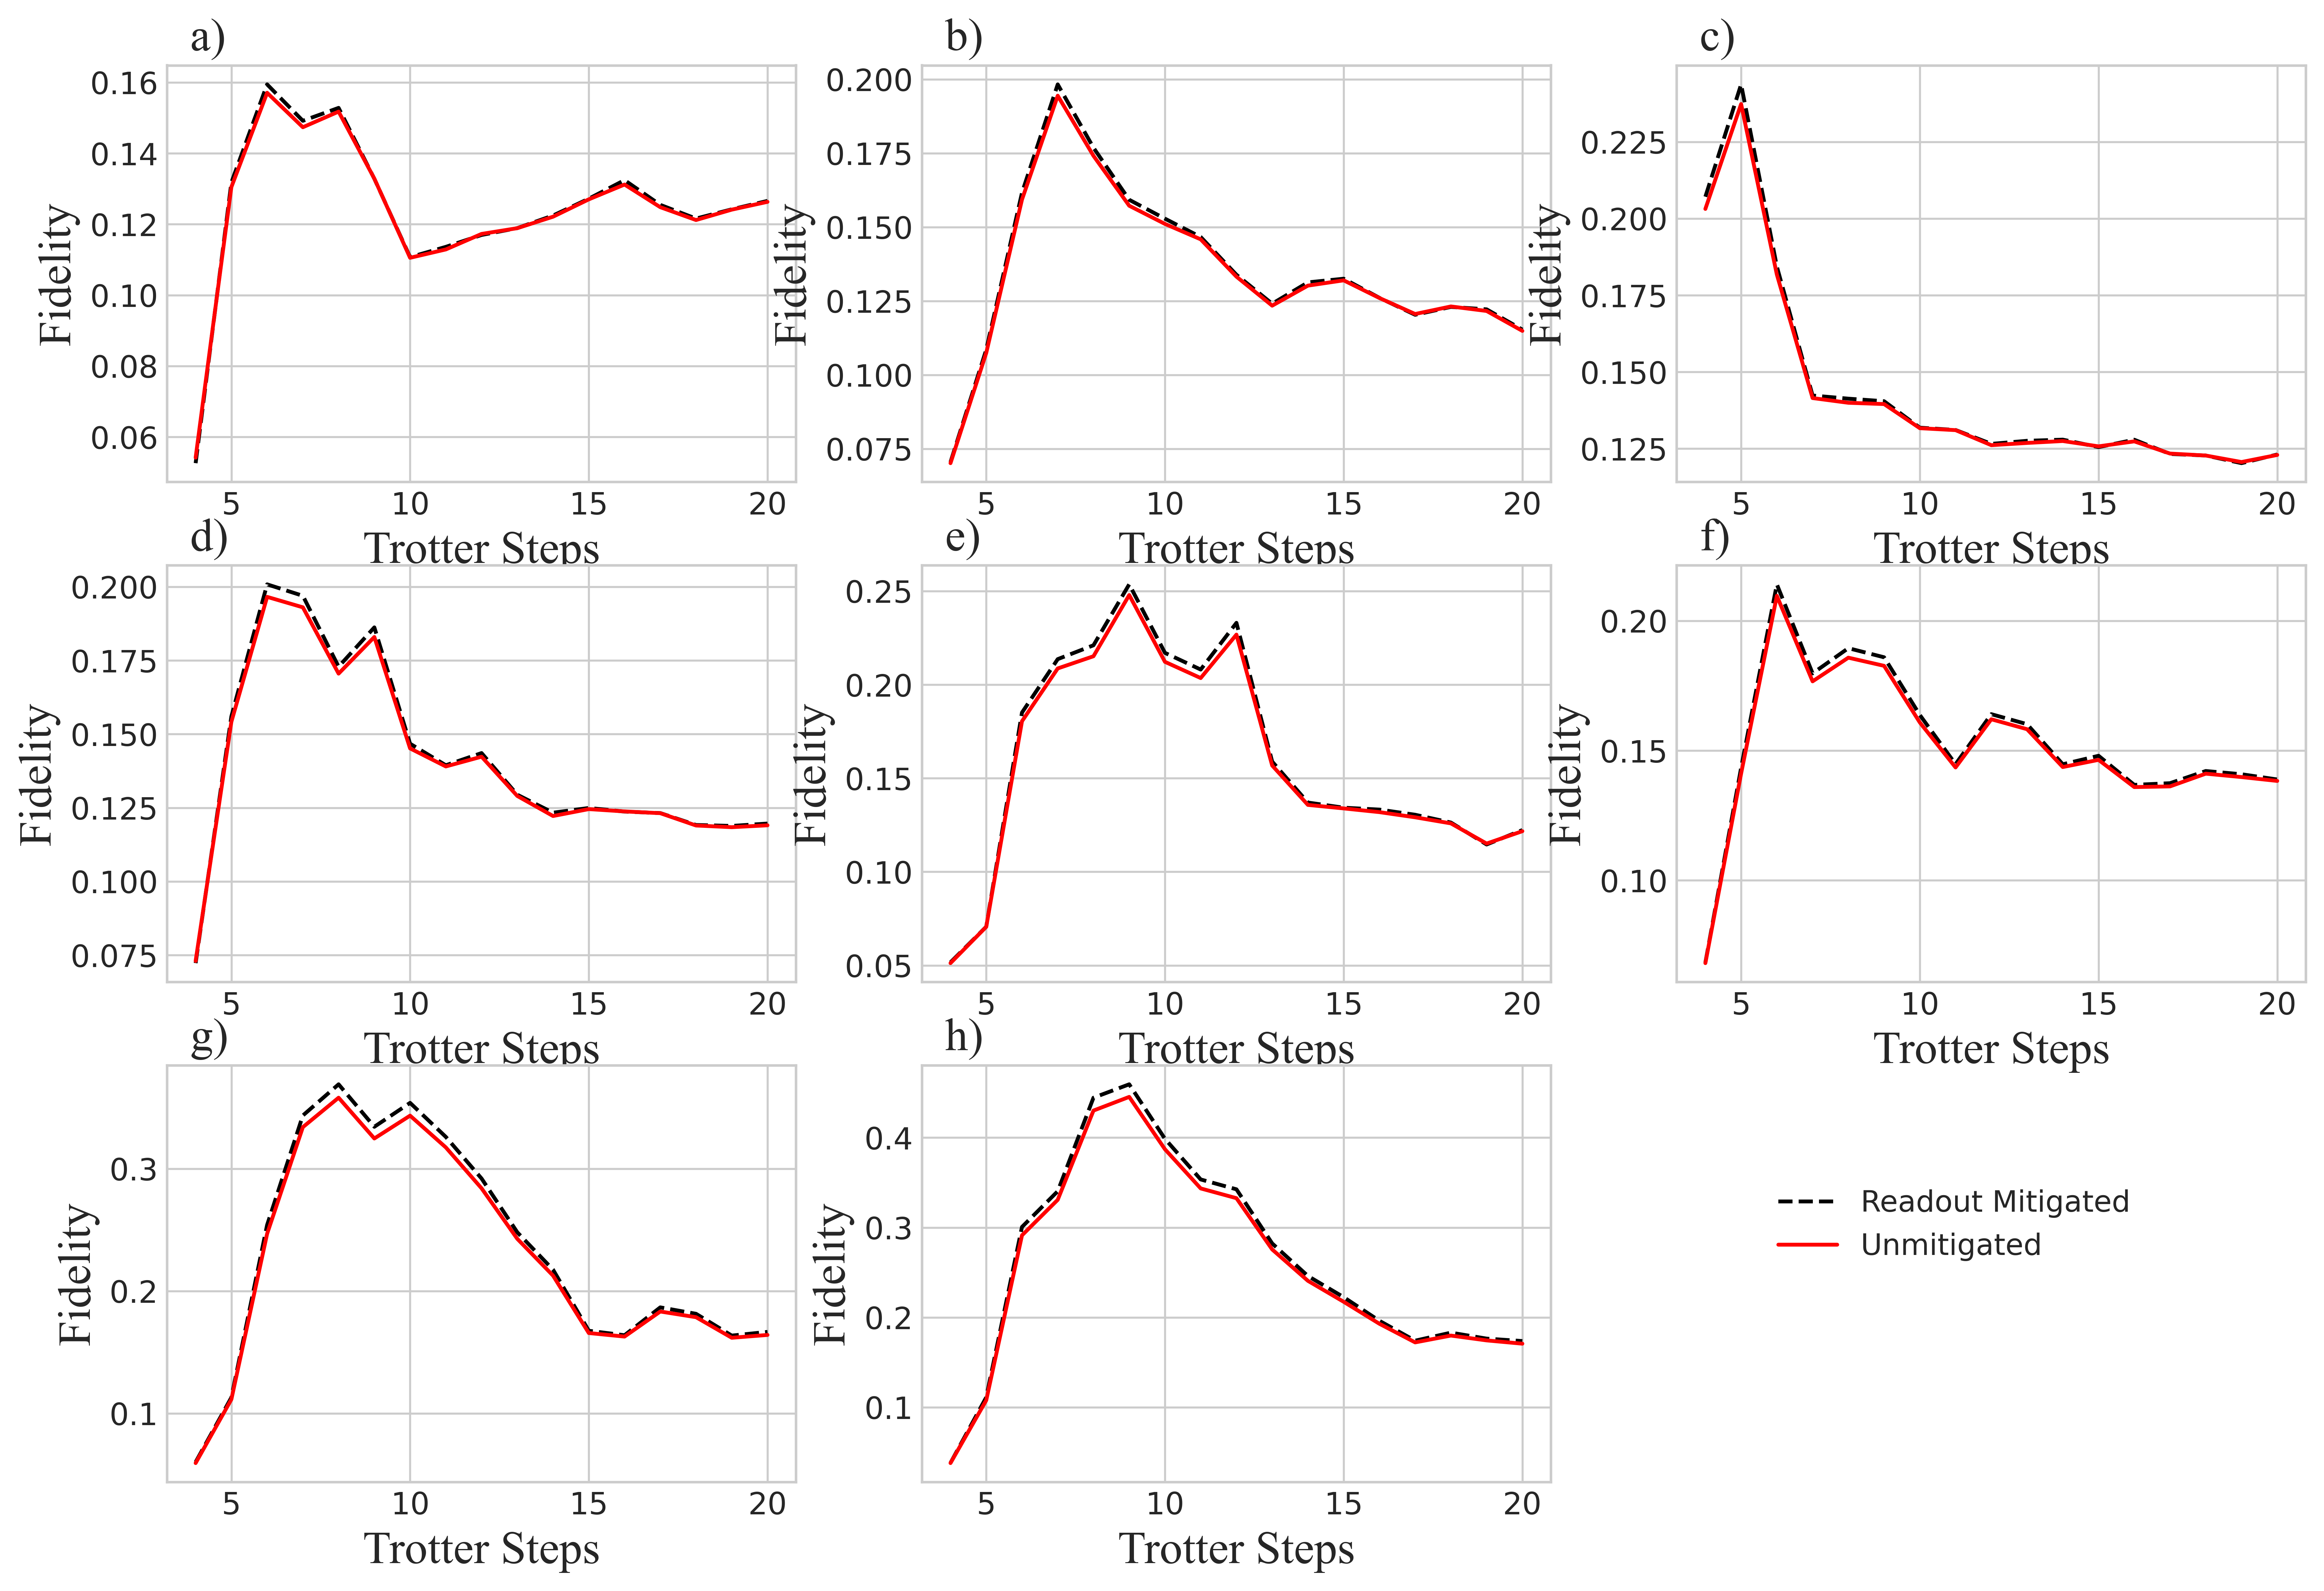 a)
Fidelity
0.16
0.14
0.12
0.10
0.08
0.06
5 10 15 20
Trotter Steps
b)
Fidelity
0.200
0.175
0.150
0.125
0.100
0.075
5 10 15 20
Trotter Steps
c)
Fidelity
0.225
0.200
0.175
0.150
0.125
5 10 15 20
Trotter Steps
d)
Fidelity
0.200
0.175
0.150
0.125
0.100
0.075
5 10 15 20
Trotter Steps
e)
Fidelity
0.25
0.20
0.15
0.10
0.05
5 10 15 20
Trotter Steps
f)
Fidelity
0.20
0.15
0.10
5 10 15 20
Trotter Steps
g)
Fidelity
0.3
0.2
0.1
5 10 15 20
Trotter Steps
h)
Fidelity
0.4
0.3
0.2
0.1
5 10 15 20
Trotter Steps
Readout Mitigated
Unmitigated